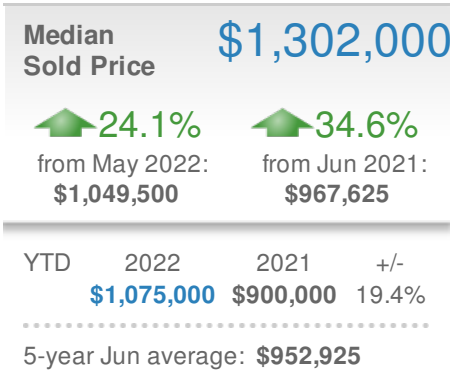 Median
Sold Price
$1,302,000
24.1% 34.6%
from May 2022: from Jun 2021:
$1,049,500 $967,625
YTD 2022 2021 +/-
$1,075,000 $900,000 19.4%
5-year Jun average: $952,925